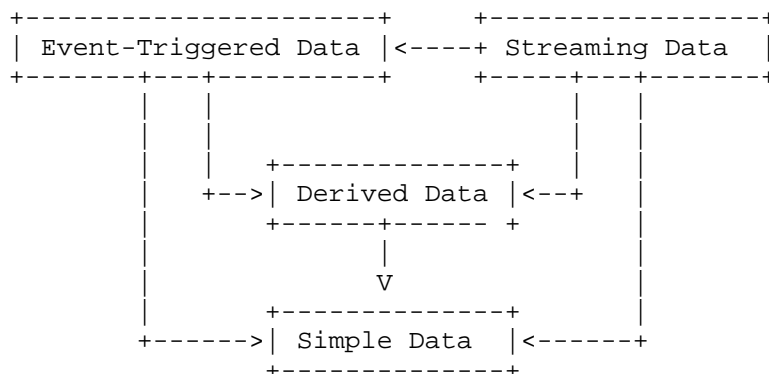 Event-Triggered Data Streaming Data
Derived Data
V
Simple Data